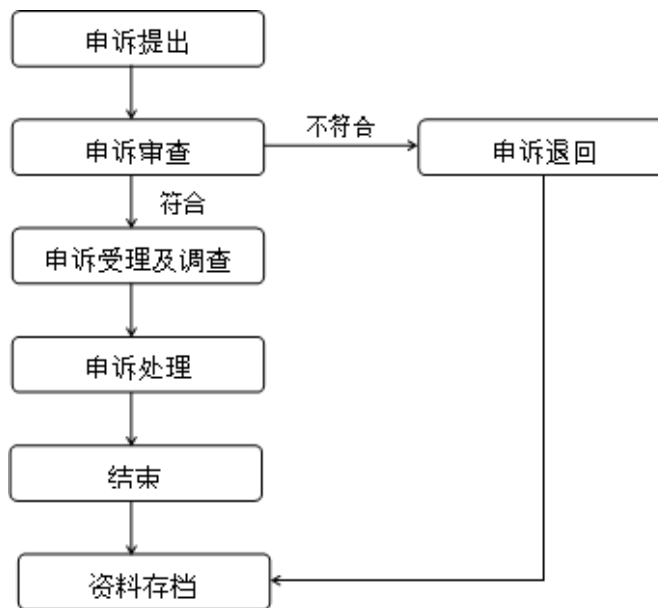 申诉提出
申诉审查
不符合
申诉退回
符合
申诉受理及调查
申诉处理
结束
资料存档